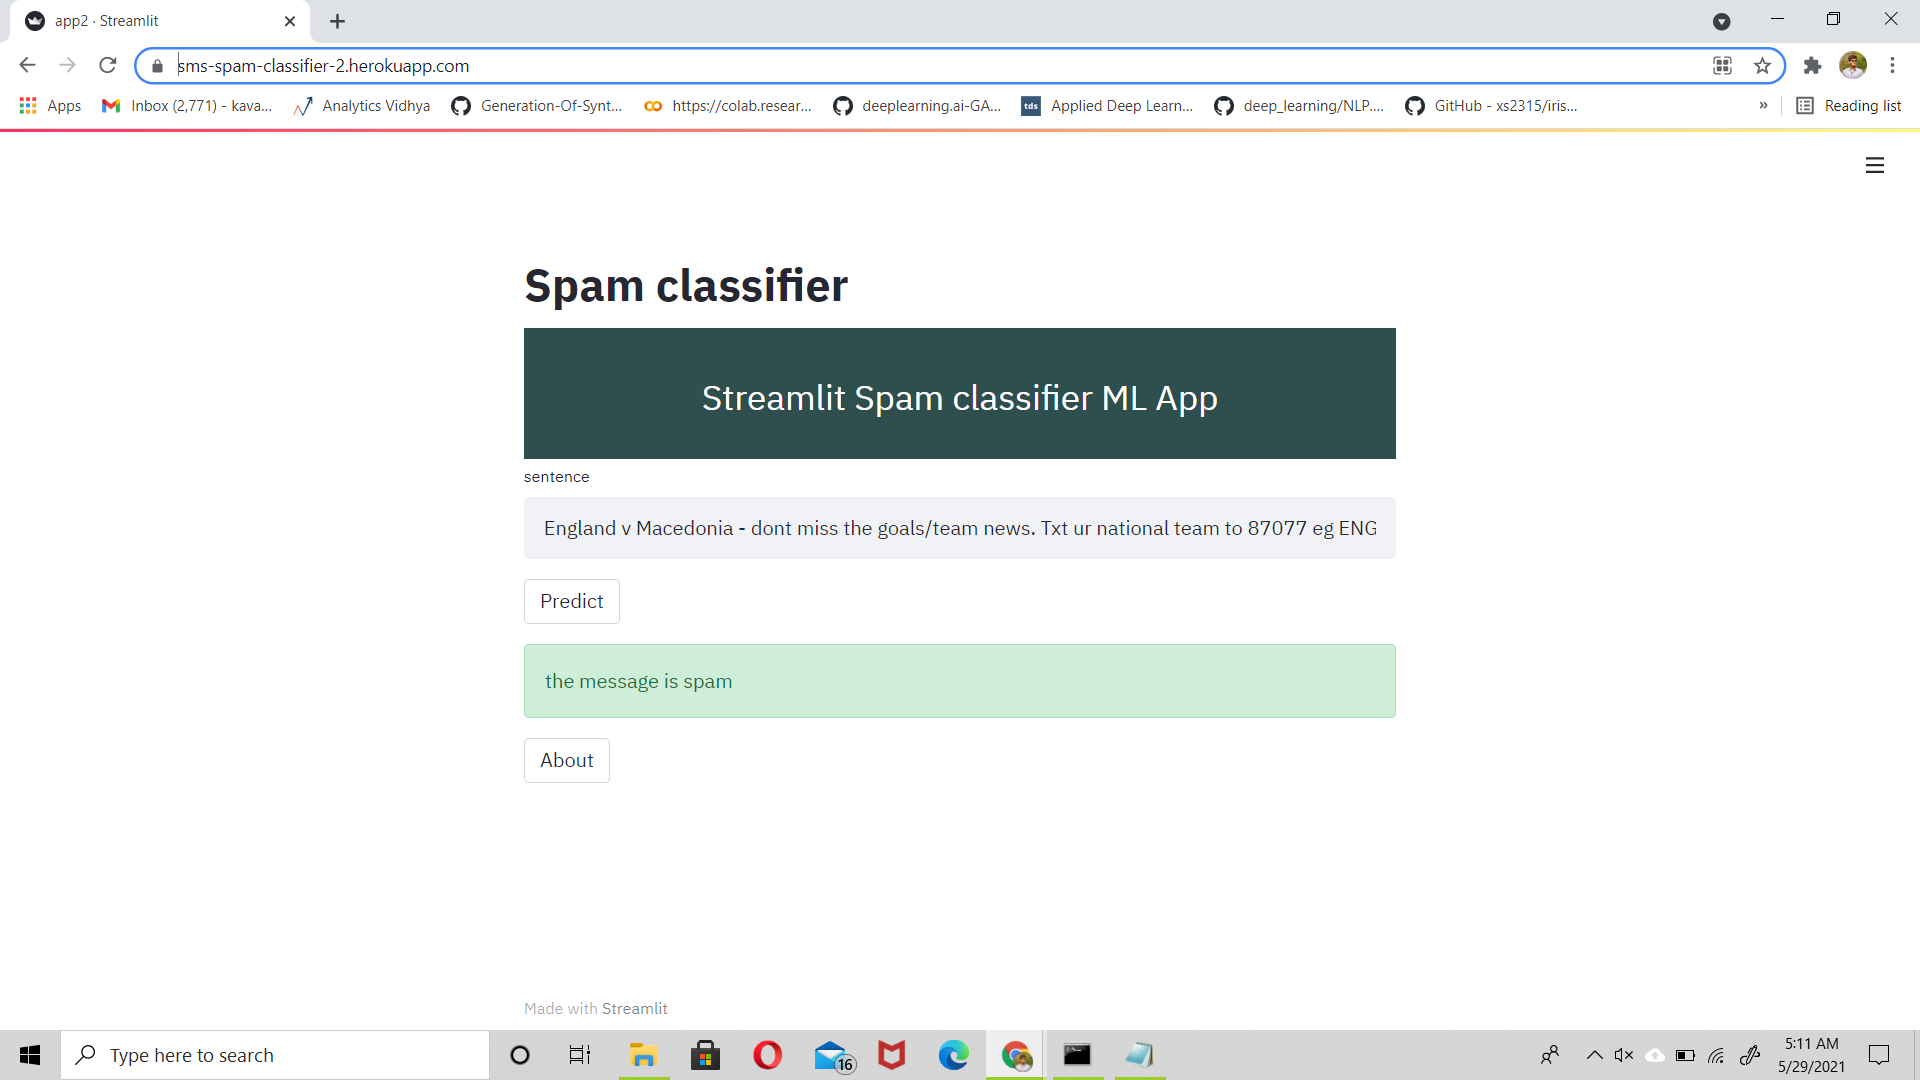 app2 · Streamlit
sms-spam-classifier-2.herokuapp.com
Apps
Inbox (2,771) - kava...
Analytics Vidhya
Generation-Of-Synt...
https://colab.resear...
deeplearning.ai-GA...
tds
Applied Deep Learn...
deep_learning/NLP....
GitHub - xs2315/iris...
»
Reading list
Spam classifier
Streamlit Spam classifier ML App
sentence
England v Macedonia - dont miss the goals/team news. Txt ur national team to 87077 eg ENG
Predict
the message is spam
About
Made with Streamlit
Type here to search
16
5:11 AM
5/29/2021